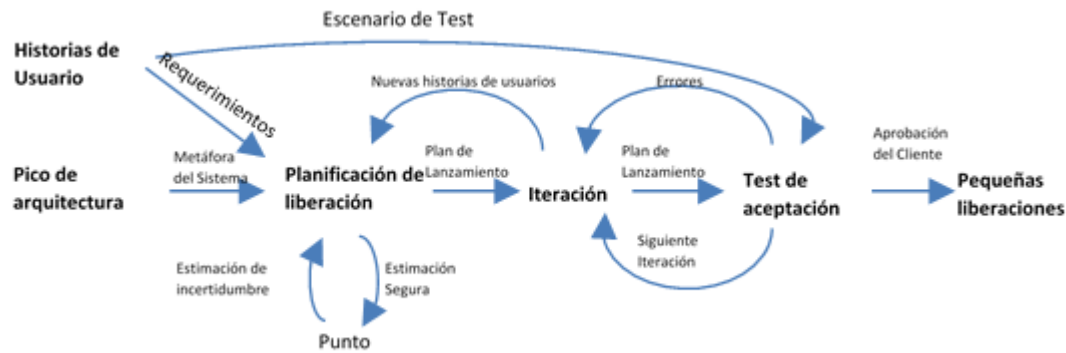 Escenario de Test
Historias de
Usuario
Requerimientos
Nuevas historias de usuarios
Errores
Pico de
arquitectura
Metáfora
del Sistema
Planificación de
liberación
Plan de
Lanzamiento
Iteración
Plan de
Lanzamiento
Test de
aceptación
Aprobación
del Cliente
Pequeñas
liberaciones
Estimación de
incertidumbre
Estimación
Segura
Siguiente
Iteración
Punto